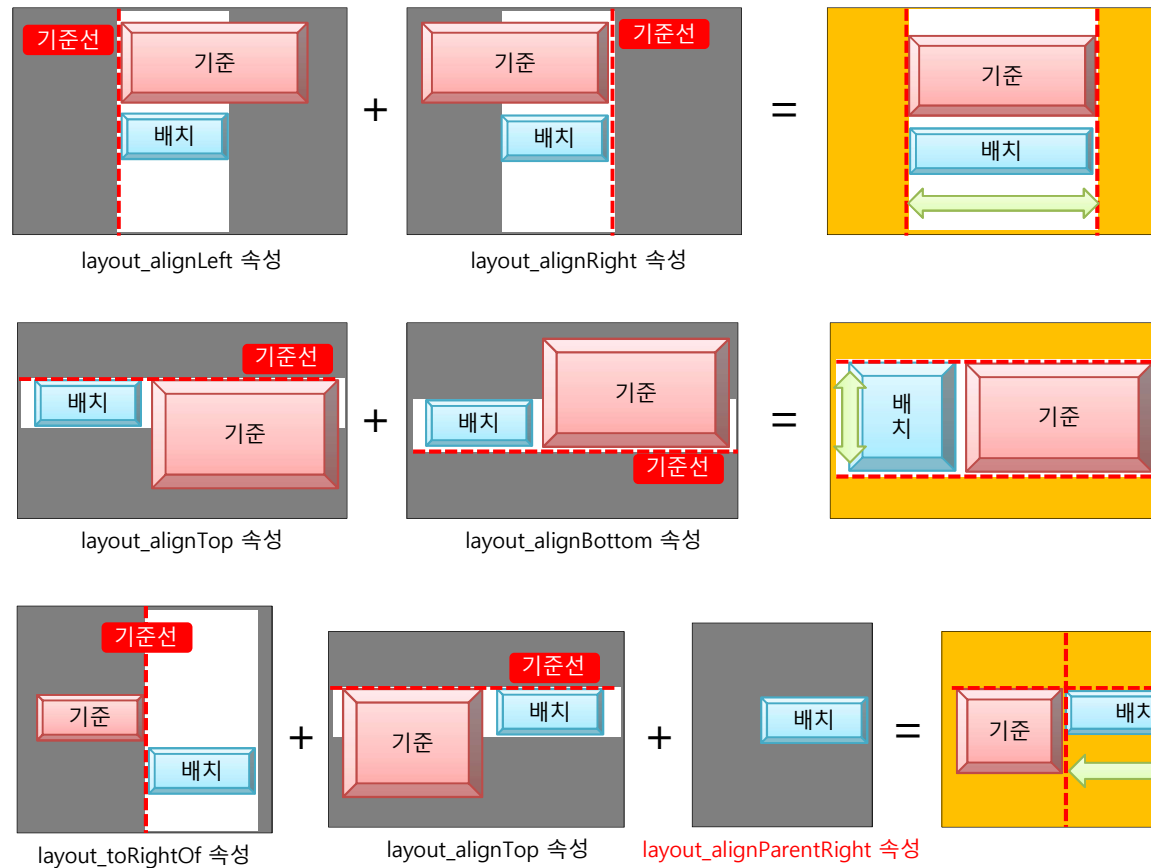 기준선
기준
배치
layout_alignLeft 속성
+
기준
기준선
배치
layout_alignRight 속성
=
기준
배치
기준선
배치
기준
layout_alignTop 속성
+
기준
배치
기준선
layout_alignBottom 속성
=
배
치
기준
기준선
기준
배치
layout_toRightOf 속성
+
기준선
기준
배치
layout_alignTop 속성
+
배치
layout_alignParentRight 속성
=
기준
배치